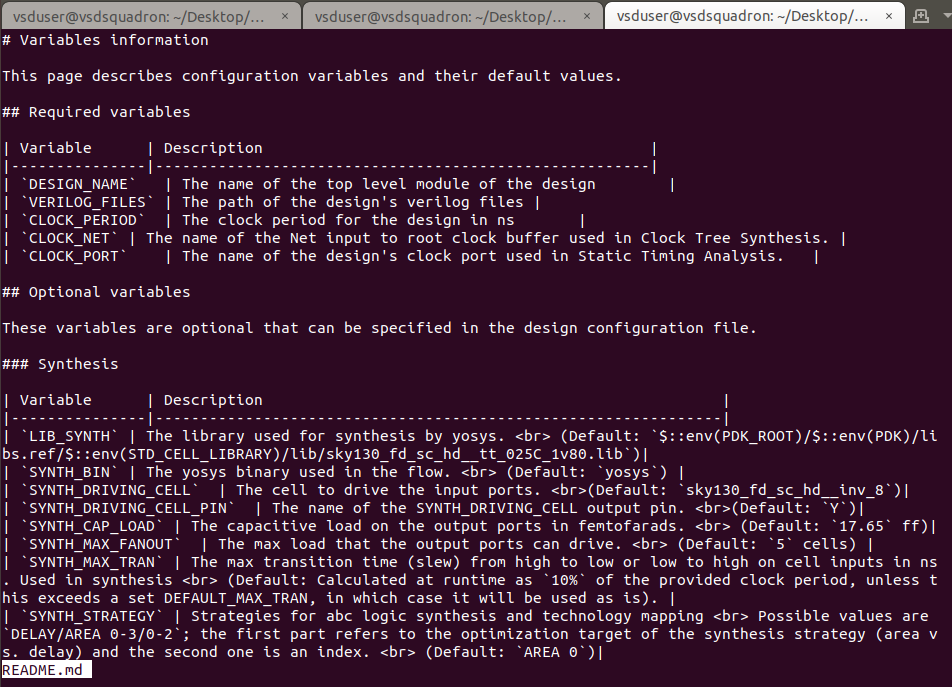 vsduser@vsdsquadron: ~/Desktop/... × vsduser@vsdsquadron: ~/Desktop/... × vsduser@vsdsquadron: ~/Desktop/... ×
# Variables information
This page describes configuration variables and their default values.
## Required variables
| Variable      | Description                                           |
|---------------|-------------------------------------------------------|
| `DESIGN_NAME`   | The name of the top level module of the design        |
| `VERILOG_FILES` | The path of the design's verilog files |
| `CLOCK_PERIOD`  | The clock period for the design in ns       |
| `CLOCK_NET` | The name of the Net input to root clock buffer used in Clock Tree Synthesis. |
| `CLOCK_PORT`    | The name of the design's clock port used in Static Timing Analysis.   |
## Optional variables
These variables are optional that can be specified in the design configuration file.
### Synthesis
| Variable      | Description                                                   |
|---------------|---------------------------------------------------------------|
| `LIB_SYNTH` | The library used for synthesis by yosys. <br> (Default: `$::env(PDK_ROOT)/$::env(PDK)/li
bs.ref/$::env(STD_CELL_LIBRARY)/lib/sky130_fd_sc_hd__tt_025C_1v80.lib`)|
| `SYNTH_BIN` | The yosys binary used in the flow. <br> (Default: `yosys`) |
| `SYNTH_DRIVING_CELL`  | The cell to drive the input ports. <br>(Default: `sky130_fd_sc_hd__inv_8`)|
| `SYNTH_DRIVING_CELL_PIN`  | The name of the SYNTH_DRIVING_CELL output pin. <br>(Default: `Y`)|
| `SYNTH_CAP_LOAD` | The capacitive load on the output ports in femtofarads. <br> (Default: `17.65` ff)|
| `SYNTH_MAX_FANOUT`  | The max load that the output ports can drive. <br> (Default: `5` cells) |
| `SYNTH_MAX_TRAN` | The max transition time (slew) from high to low or low to high on cell inputs in ns
. Used in synthesis <br> (Default: Calculated at runtime as `10%` of the provided clock period, unless t
his exceeds a set DEFAULT_MAX_TRAN, in which case it will be used as is). |
| `SYNTH_STRATEGY` | Strategies for abc logic synthesis and technology mapping <br> Possible values are
`DELAY/AREA 0-3/0-2`; the first part refers to the optimization target of the synthesis strategy (area v
s. delay) and the second one is an index. <br> (Default: `AREA 0`)|
README.md